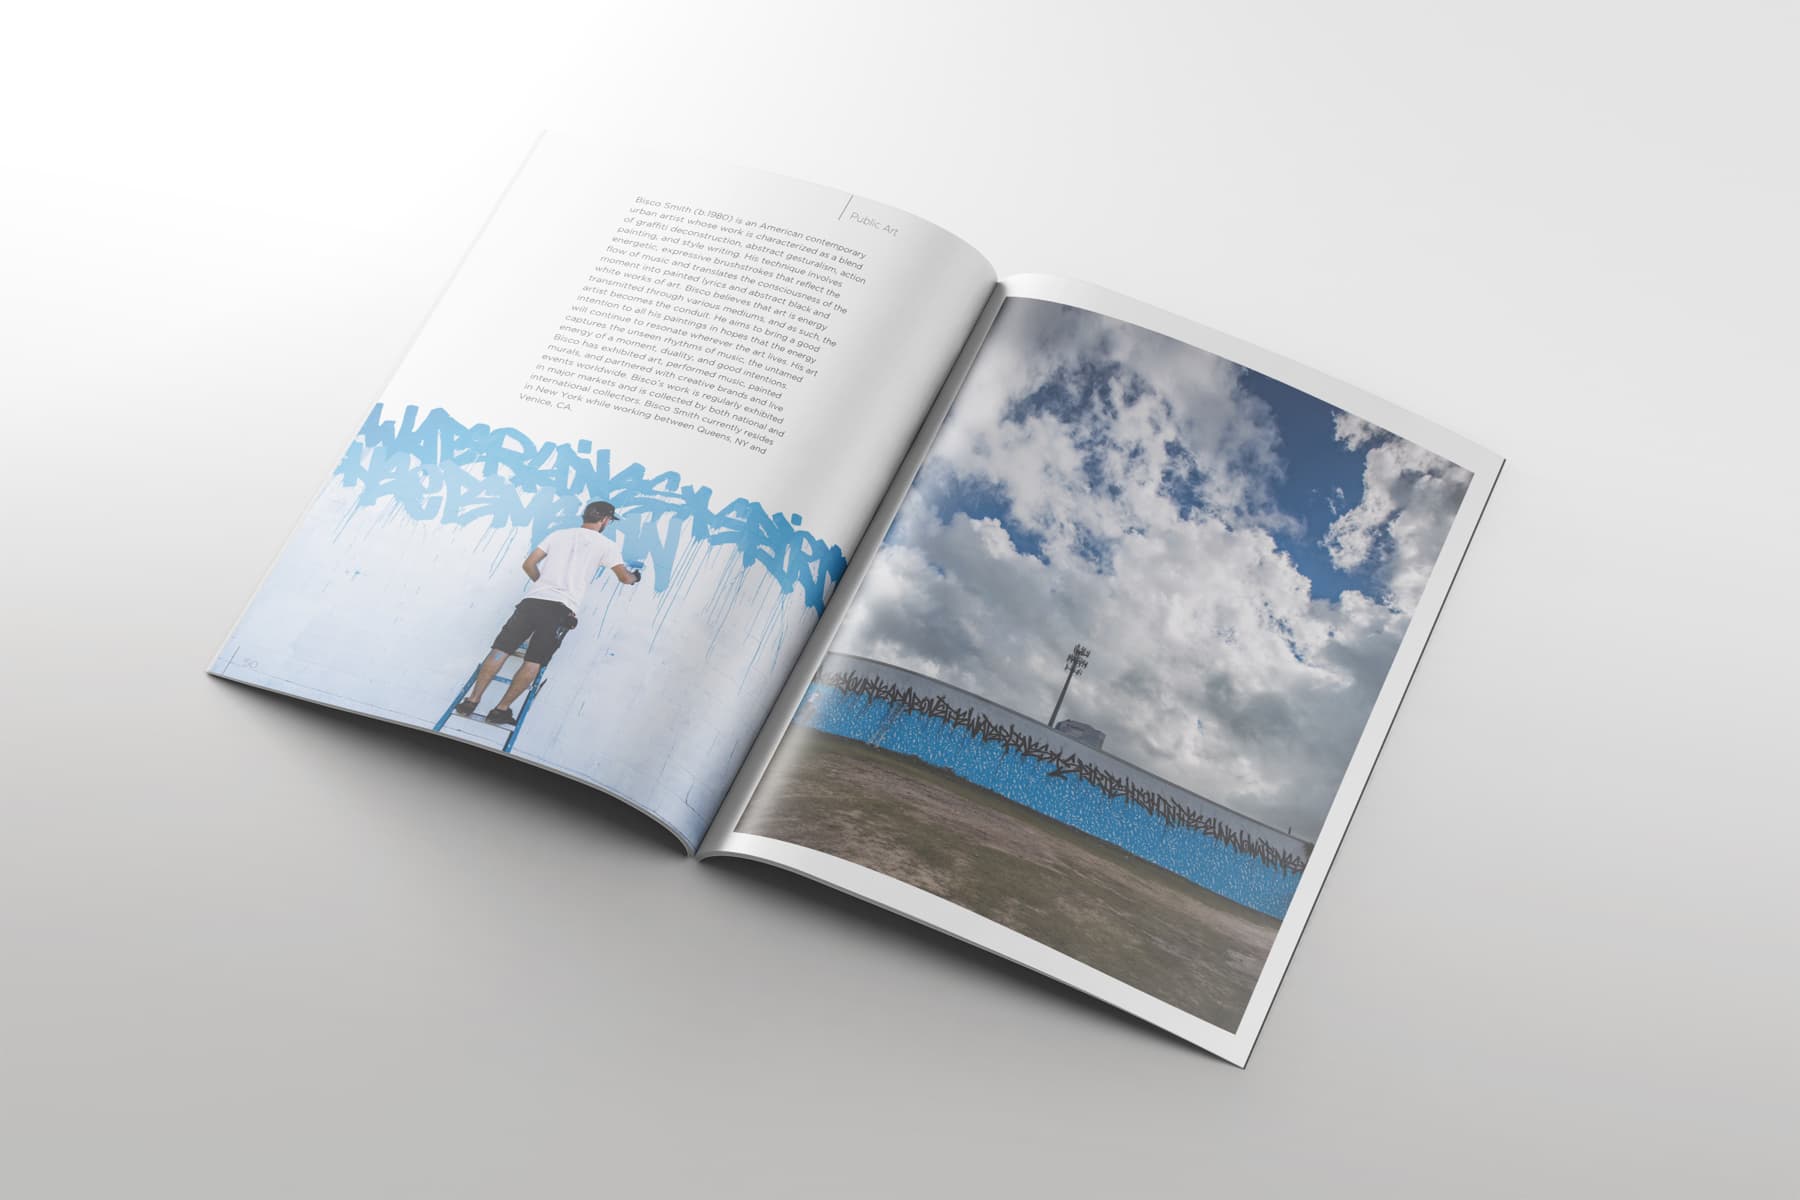 Public Art
Bisco Smith (b.1980) is an American contemporary
urban artist whose work is characterized as a blend
of graffiti deconstruction, abstract gesturalism, action
painting, and style writing. His technique involves
energetic, expressive brushstrokes that reflect the
flow of music and translates the consciousness of the
moment into painted lyrics and abstract black and
white works of art. Bisco believes that art is energy
transmitted through various mediums, and as such, the
artist becomes the conduit. He aims to bring a good
intention to all his paintings in hopes that the energy
will continue to resonate wherever the art lives. His art
captures the unseen rhythms of music, the untamed
energy of a moment, duality, and good intentions.
Bisco has exhibited art, performed music, painted
murals, and partnered with creative brands and live
events worldwide. Bisco's work is regularly exhibited
in major markets and is collected by both national and
international collectors. Bisco Smith currently resides
in New York while working between Queens, NY and
Venice, CA.
50